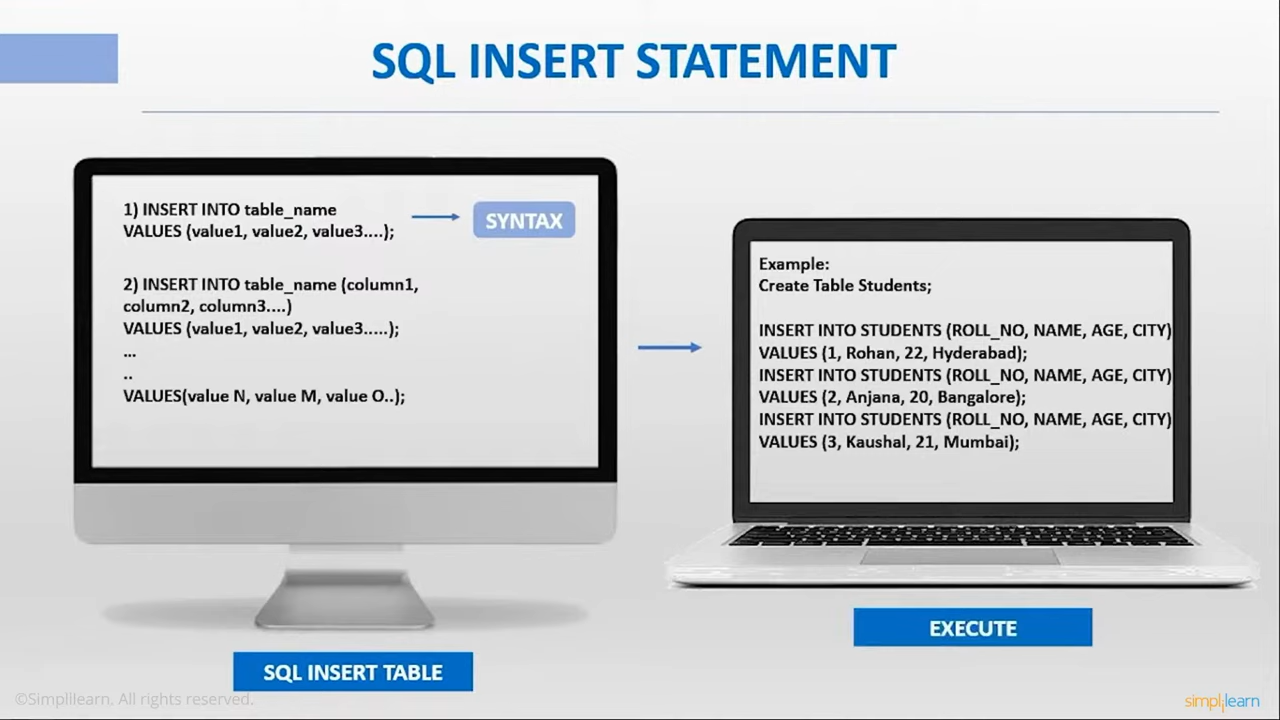 SQL INSERT STATEMENT
1) INSERT INTO table_name
VALUES (value1, value2, value3....);
SYNTAX
2) INSERT INTO table_name (column1,
column2, column3....)
VALUES (value1, value2, value3.....);
...
..
VALUES(value N, value M, value O..);
Example:
Create Table Students;
INSERT INTO STUDENTS (ROLL_NO, NAME, AGE, CITY)
VALUES (1, Rohan, 22, Hyderabad);
INSERT INTO STUDENTS (ROLL_NO, NAME, AGE, CITY)
VALUES (2, Anjana, 20, Bangalore);
INSERT INTO STUDENTS (ROLL_NO, NAME, AGE, CITY)
VALUES (3, Kaushal, 21, Mumbai);
SQL INSERT TABLE
EXECUTE
©Simplilearn. All rights reserved.
simplilearn